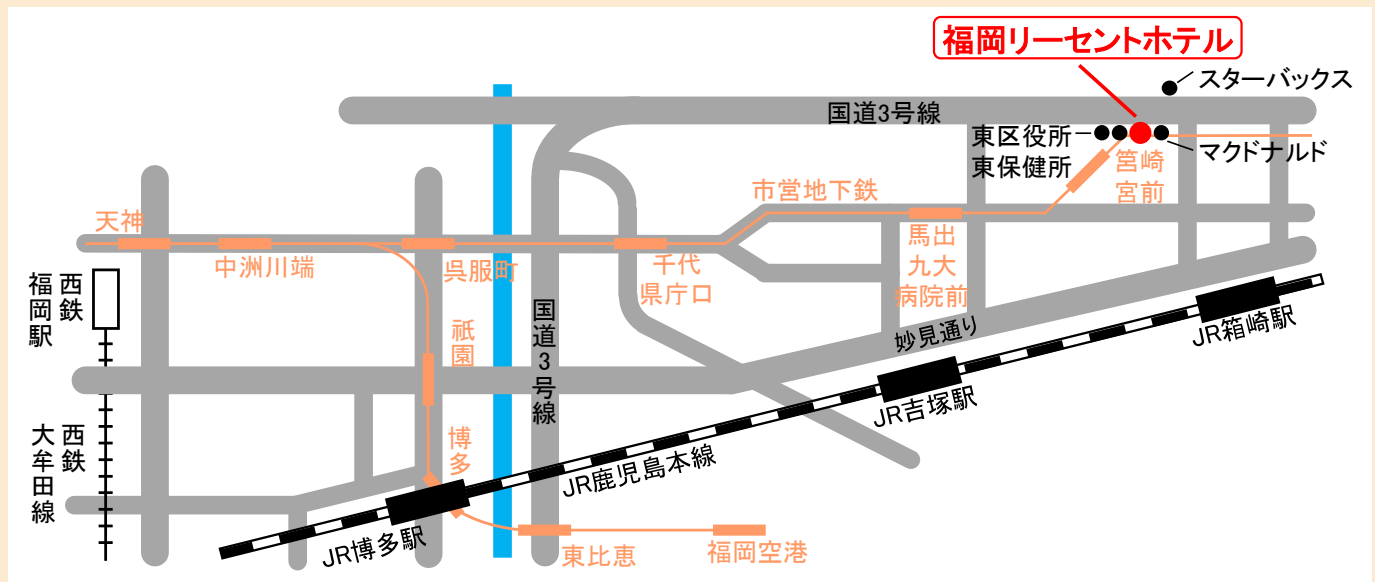 福岡リーセントホテル
スターバックス
国道3号線
東区役所
東保健所
マクドナルド
筥崎
宮前
市営地下鉄
天神
中洲川端
呉服町
千代
県庁口
馬出
九大
病院前
西鉄
福岡駅
祇園
国道3号線
妙見通り
JR箱崎駅
JR吉塚駅
西鉄
大牟田線
博多
JR鹿児島本線
JR博多駅
東比恵
福岡空港